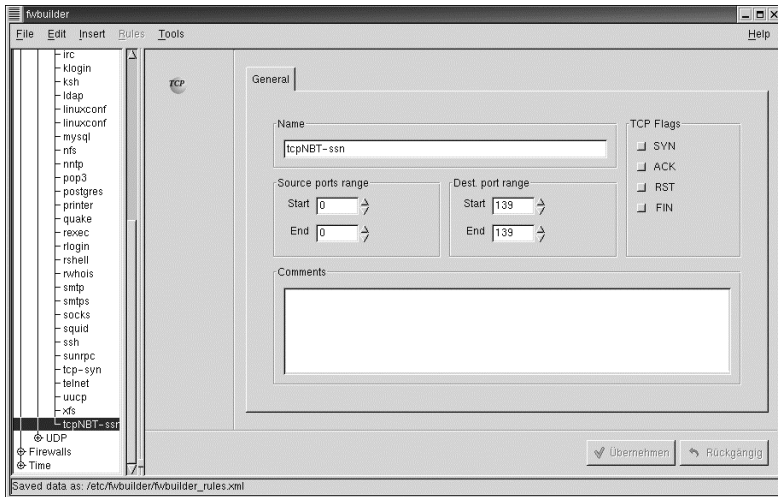 fwbuilder
File Edit Insert Rules Tools Help
irc
klogin
ksh
ldap
linuxconf
linuxconf
mysql
nfs
nntp
pop3
postgres
printer
quake
rexec
rlogin
rshell
rwhois
smtp
smtps
socks
squid
ssh
sunrpc
tcp-syn
telnet
uucp
xfs
tcpNBT-ssn
UDP
Firewalls
Time
TCP
General
Name
tcpNBT-ssn
Source ports range
Start 0
End 0
Dest. port range
Start 139
End 139
TCP Flags
SYN
ACK
RST
FIN
Comments
Übernehmen
Rückgängig
Saved data as: /etc/fwbuilder/fwbuilder_rules.xml